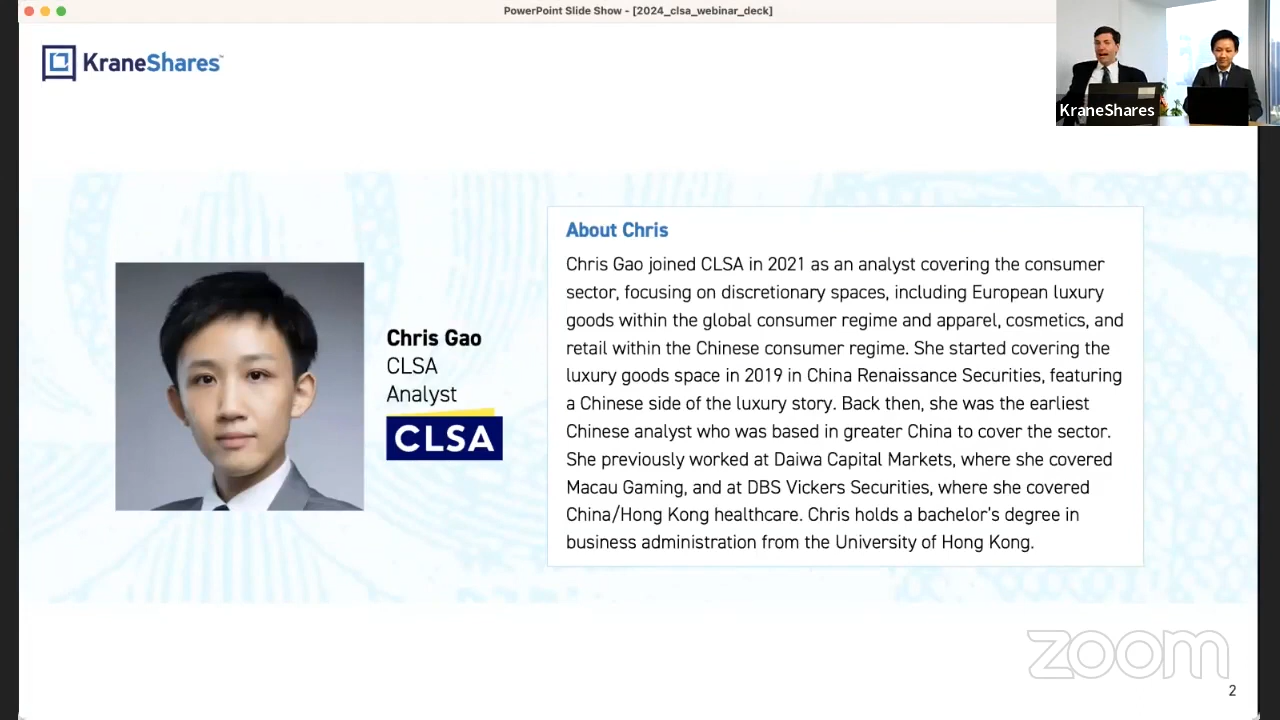 PowerPoint Slide Show - [2024_clsa_webinar_deck]
KraneShares™
KraneShares
About Chris
Chris Gao joined CLSA in 2021 as an analyst covering the consumer
sector, focusing on discretionary spaces, including European luxury
goods within the global consumer regime and apparel, cosmetics, and
retail within the Chinese consumer regime. She started covering the
luxury goods space in 2019 in China Renaissance Securities, featuring
a Chinese side of the luxury story. Back then, she was the earliest
Chinese analyst who was based in greater China to cover the sector.
She previously worked at Daiwa Capital Markets, where she covered
Macau Gaming, and at DBS Vickers Securities, where she covered
China/Hong Kong healthcare. Chris holds a bachelor's degree in
business administration from the University of Hong Kong.
Chris Gao
CLSA
Analyst
CLSA
zoom
2